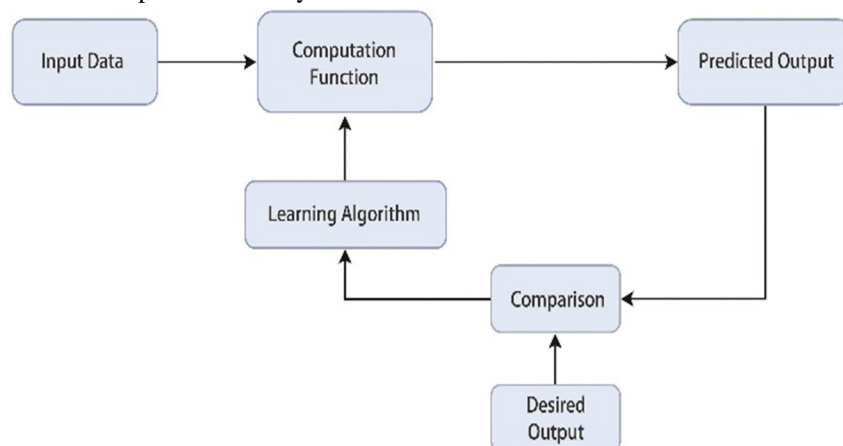 Input Data
Computation
Function
Predicted Output
Learning Algorithm
Comparison
Desired
Output